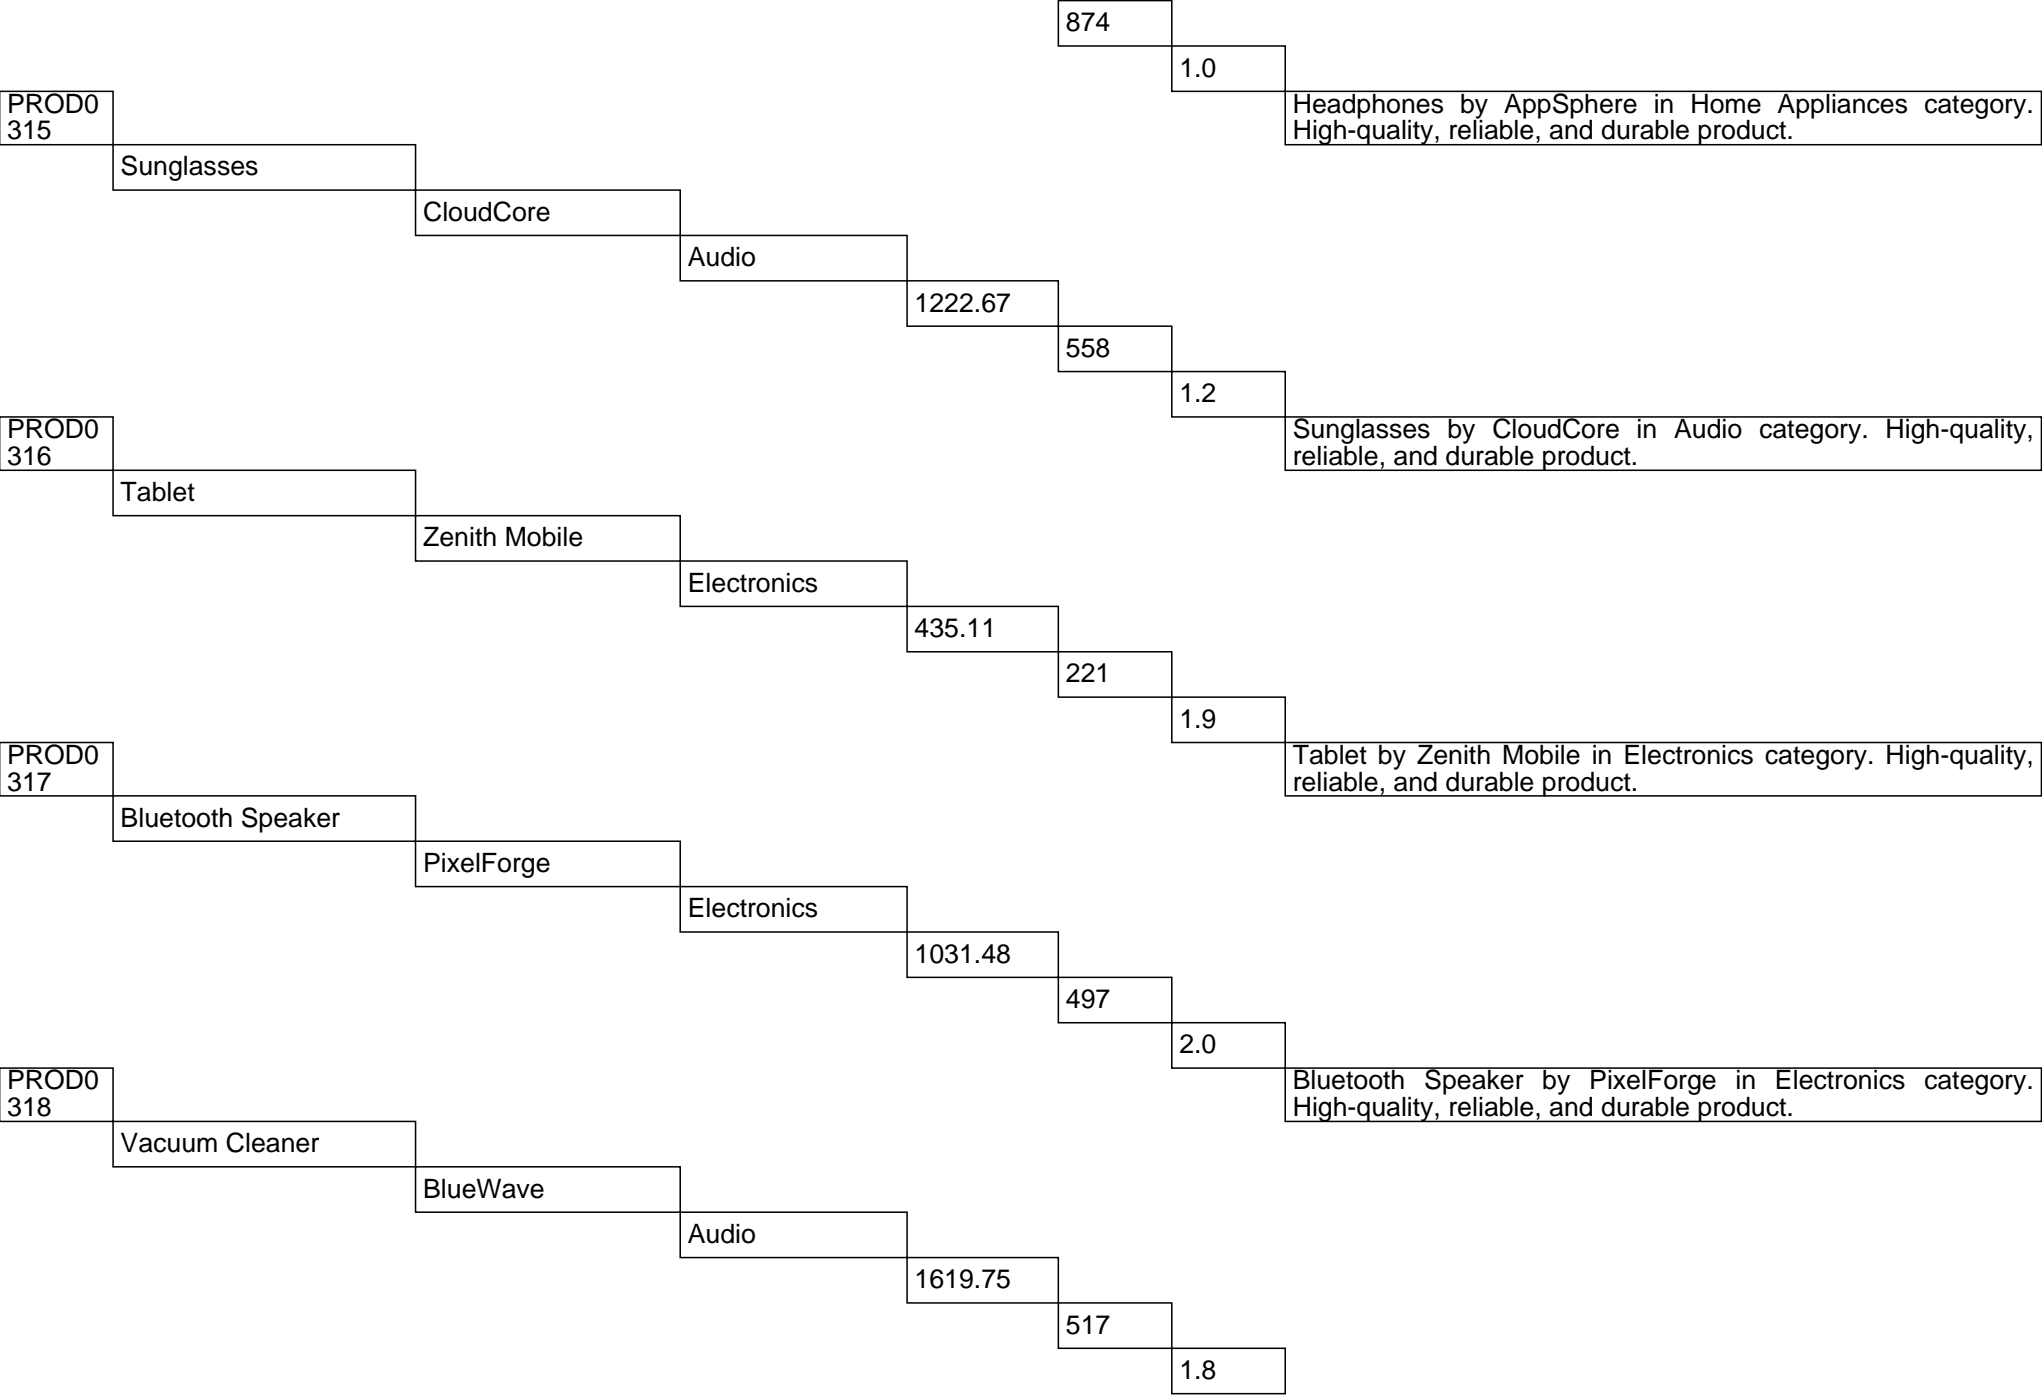 874
1.0
Headphones by AppSphere in Home Appliances category.
High-quality, reliable, and durable product.
PROD0
315
Sunglasses
CloudCore
Audio
1222.67
558
1.2
Sunglasses by CloudCore in Audio category. High-quality,
reliable, and durable product.
PROD0
316
Tablet
Zenith Mobile
Electronics
435.11
221
1.9
Tablet by Zenith Mobile in Electronics category. High-quality,
reliable, and durable product.
PROD0
317
Bluetooth Speaker
PixelForge
Electronics
1031.48
497
2.0
Bluetooth Speaker by PixelForge in Electronics category.
High-quality, reliable, and durable product.
PROD0
318
Vacuum Cleaner
BlueWave
Audio
1619.75
517
1.8